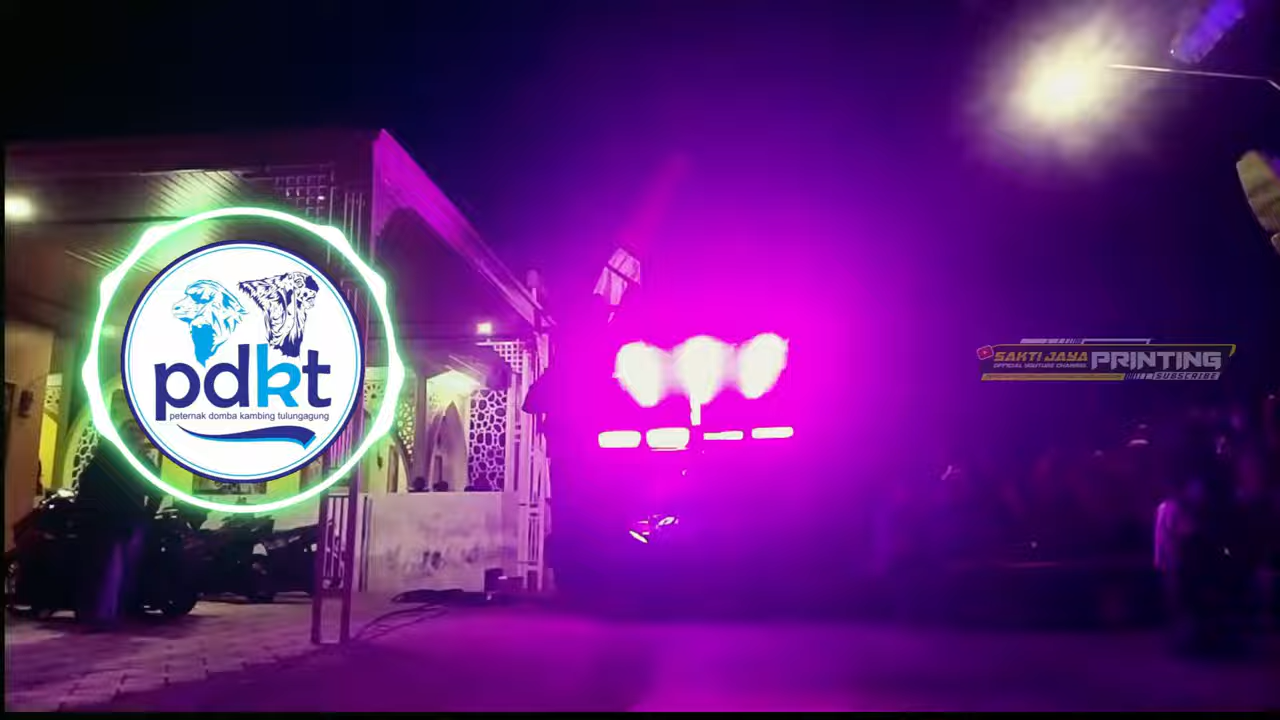 pdkt
peternak domba kambing tulungagung
SAKTI JAYA PRINTING
OFFICIAL YOUTUBE CHANNEL
SUBSCRIBE